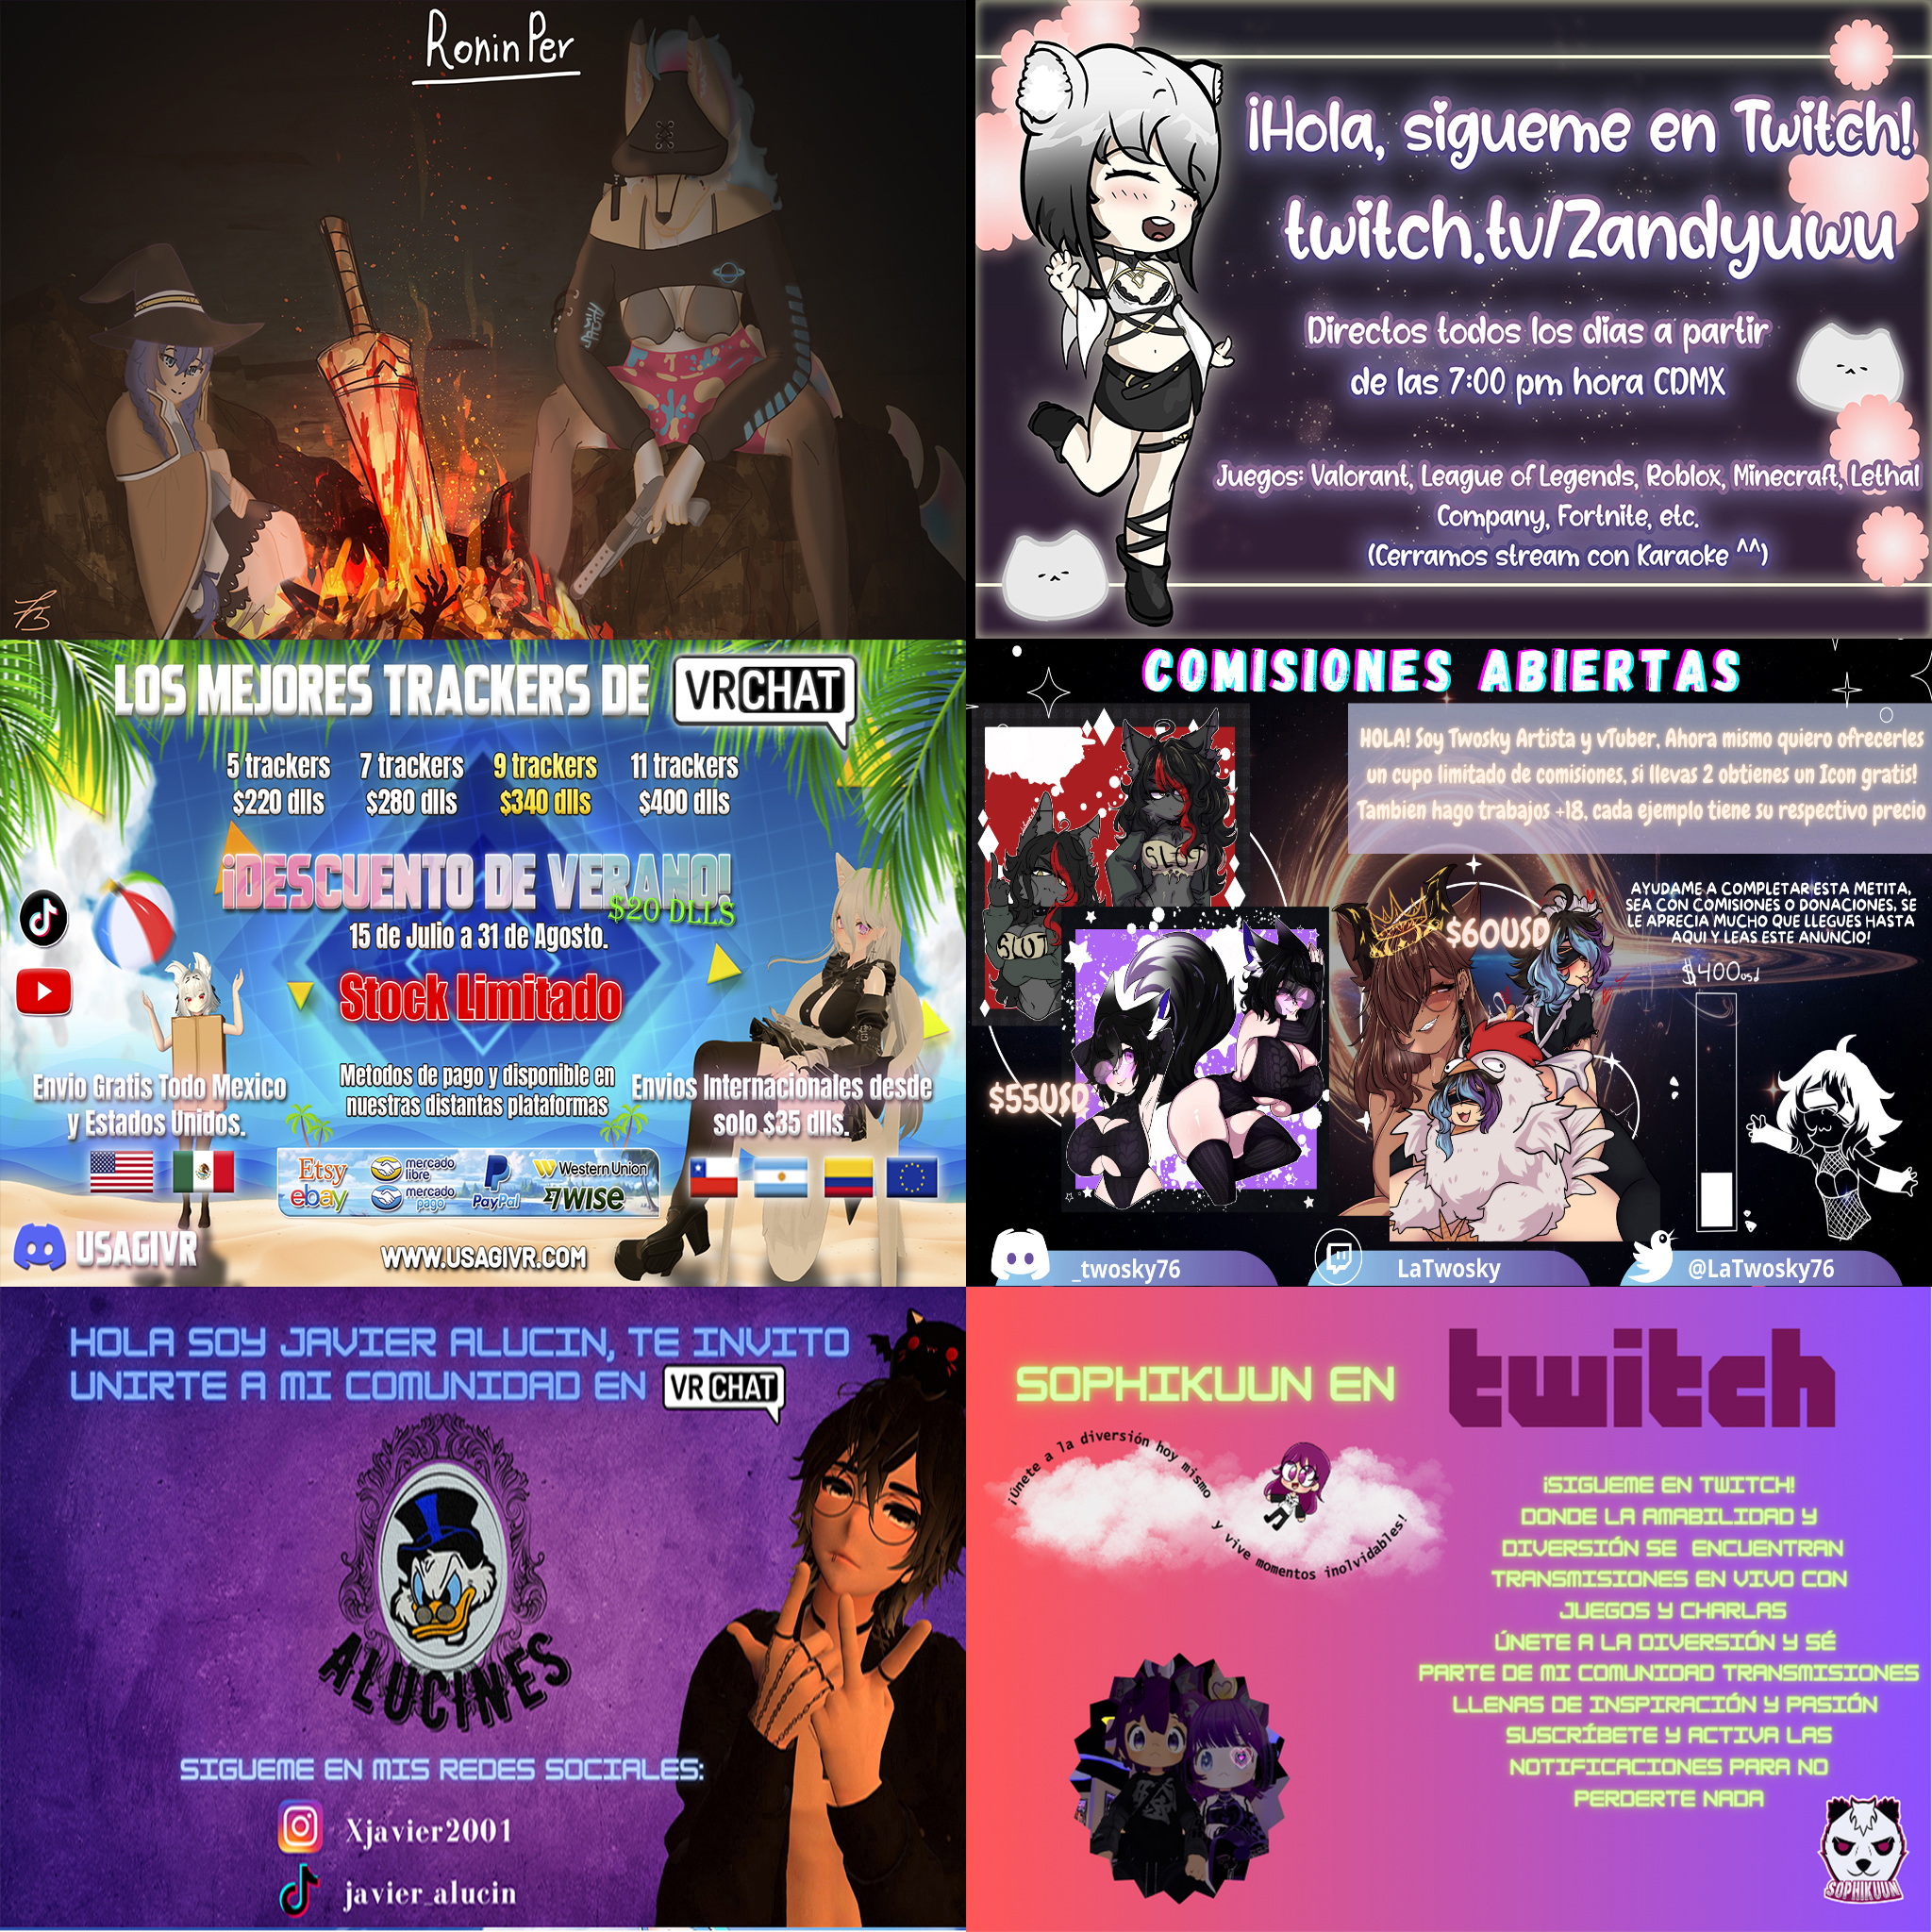 Ronin Per
¡Hola, sigueme en Twitch!
twitch.tv/Zandyuwu
Directos todos los dias a partir
de las 7:00 pm hora CDMX
Juegos: Valorant, League of Legends, Roblox, Minecraft, Lethal
Company, Fortnite, etc.
(Cerramos stream con Karaoke ^^)
LOS MEJORES TRACKERS DE VRCHAT
5 trackers 7 trackers 9 trackers 11 trackers
$220 dlls $280 dlls $340 dlls $400 dlls
¡DESCUENTO DE VERANO!
$20 DLLS
15 de Julio a 31 de Agosto.
Stock Limitado
Envio Gratis Todo Mexico
y Estados Unidos.
Metodos de pago y disponible en
nuestras distantas plataformas
Envios Internacionales desde
solo $35 dlls.
Etsy mercado libre PayPal Western Union
ebay mercado pago WISE
USAGIVR
WWW.USAGIVR.COM
COMISIONES ABIERTAS
HOLA! Soy Twosky Artista y vTuber, Ahora mismo quiero ofrecerles
un cupo limitado de comisiones, si llevas 2 obtienes un Icon gratis!
Tambien hago trabajos +18, cada ejemplo tiene su respectivo precio
SLUT
SLUT
$60USD
AYUDAME A COMPLETAR ESTA METITA,
SEA CON COMISIONES O DONACIONES, SE
LE APRECIA MUCHO QUE LLEGUES HASTA
AQUI Y LEAS ESTE ANUNCIO!
$400usd
$55USD
_twosky76
LaTwosky
@LaTwosky76
HOLA SOY JAVIER ALUCIN, TE INVITO
UNIRTE A MI COMUNIDAD EN VRCHAT
ALUCINES
SIGUEME EN MIS REDES SOCIALES:
Xjavier2001
javier_alucin
SOPHIKUUN EN twitch
¡Únete a la diversión hoy mismo
y vive momentos inolvidables!
¡SIGUEME EN TWITCH!
DONDE LA AMABILIDAD Y
DIVERSIÓN SE ENCUENTRAN
TRANSMISIONES EN VIVO CON
JUEGOS Y CHARLAS
ÚNETE A LA DIVERSIÓN Y SÉ
PARTE DE MI COMUNIDAD TRANSMISIONES
LLENAS DE INSPIRACIÓN Y PASIÓN
SUSCRÍBETE Y ACTIVA LAS
NOTIFICACIONES PARA NO
PERDERTE NADA
SOPHIKUUN